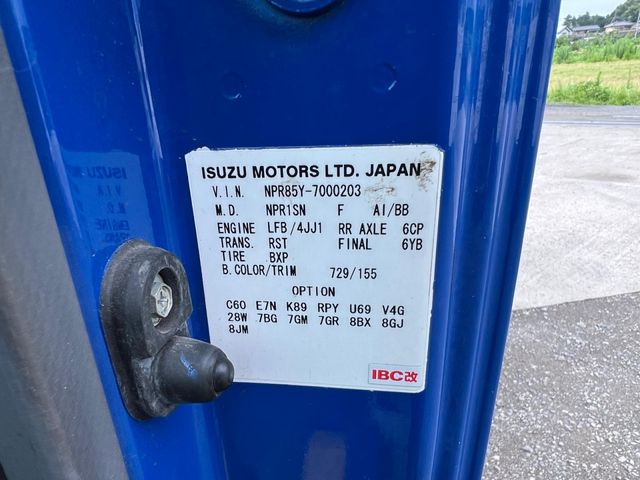 ISUZU MOTORS LTD. JAPAN
V.I.N. NPR85Y-7000203
M.D. NPR1SN F AI/BB
ENGINE LFB/4JJ1 RR AXLE 6CP
TRANS. RST FINAL 6YB
TIRE BXP
B.COLOR/TRIM 729/155
OPTION
C60 E7N K89 RPY U69 V4G
28W 7BG 7GM 7GR 8BX 8GJ
8JM
IBC改